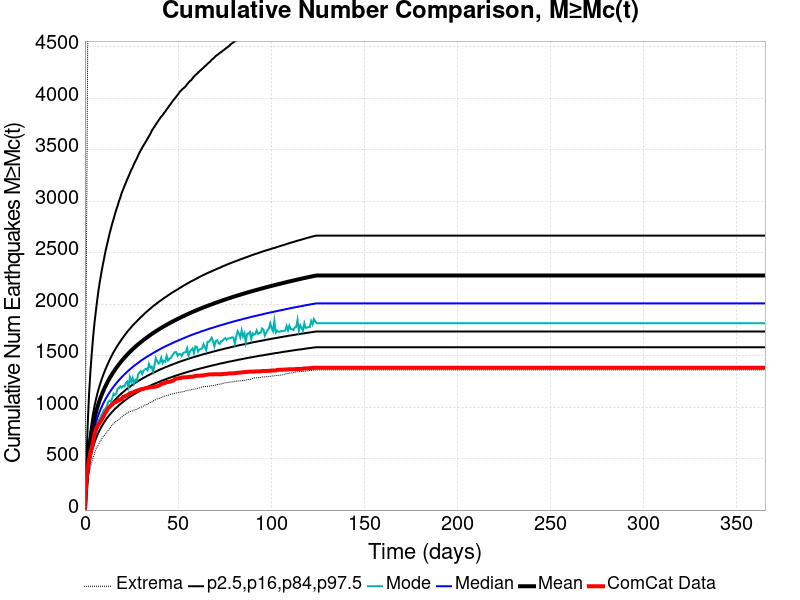 Cumulative Number Comparison, M≥Mc(t)
Cumulative Num Earthquakes M≥Mc(t)
4500
4000
3500
3000
2500
2000
1500
1000
500
0
0 50 100 150 200 250 300 350
Time (days)
Extrema p2.5,p16,p84,p97.5 Mode Median Mean ComCat Data